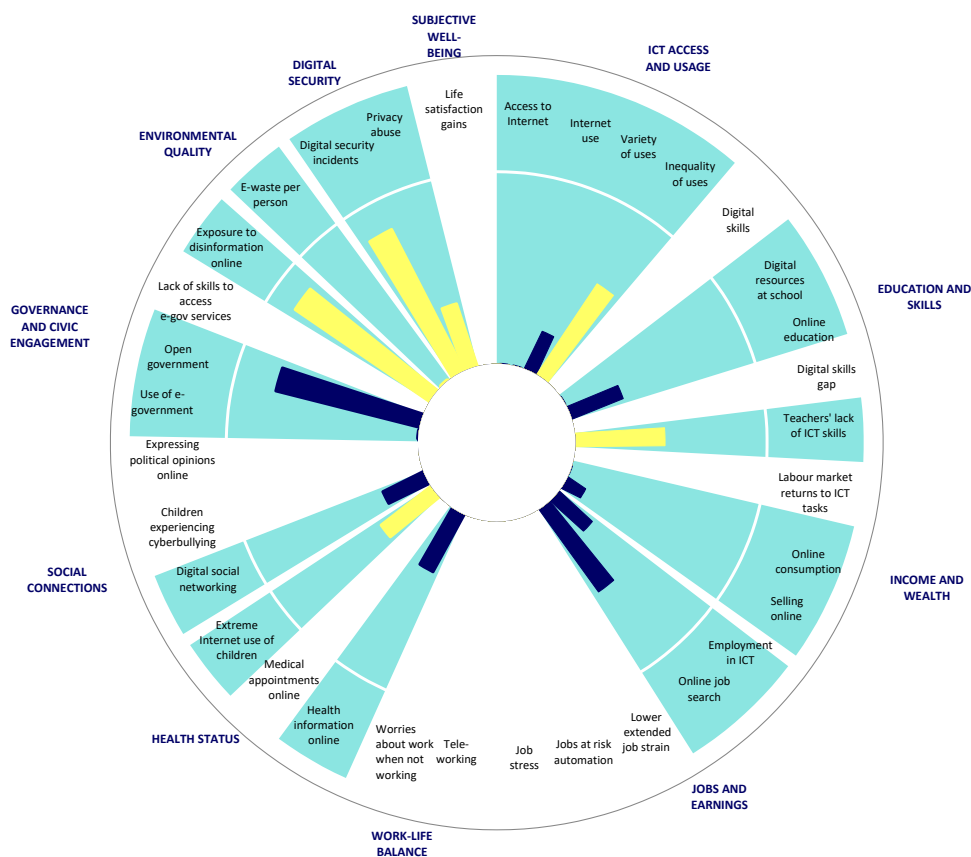 SUBJECTIVE
WELL-
BEING
ICT ACCESS
AND USAGE
DIGITAL
SECURITY
Life
satisfaction
gains
Access to
Internet
Internet
use
Variety
of uses
Inequality
of uses
Privacy
abuse
Digital security
incidents
ENVIRONMENTAL
QUALITY
E-waste per
person
Digital
skills
Exposure to
disinformation
online
Digital
resources
at school
EDUCATION AND
SKILLS
Online
education
Lack of skills to
access
e-gov services
GOVERNANCE
AND CIVIC
ENGAGEMENT
Open
government
Use of e-
government
Digital skills
gap
Teachers' lack
of ICT skills
Expressing
political opinions
online
Labour market
returns to ICT
tasks
Children
experiencing
cyberbullying
SOCIAL
CONNECTIONS
Digital social
networking
Online
consumption
Selling
online
INCOME AND
WEALTH
Extreme
Internet use of
children
Employment
in ICT
Online job
search
Medical
appointments
online
HEALTH STATUS
Health
information
online
Worries
about work
when not
working
Tele-
working
Job
stress
Jobs at risk
automation
Lower
extended
job strain
JOBS AND
EARNINGS
WORK-LIFE
BALANCE